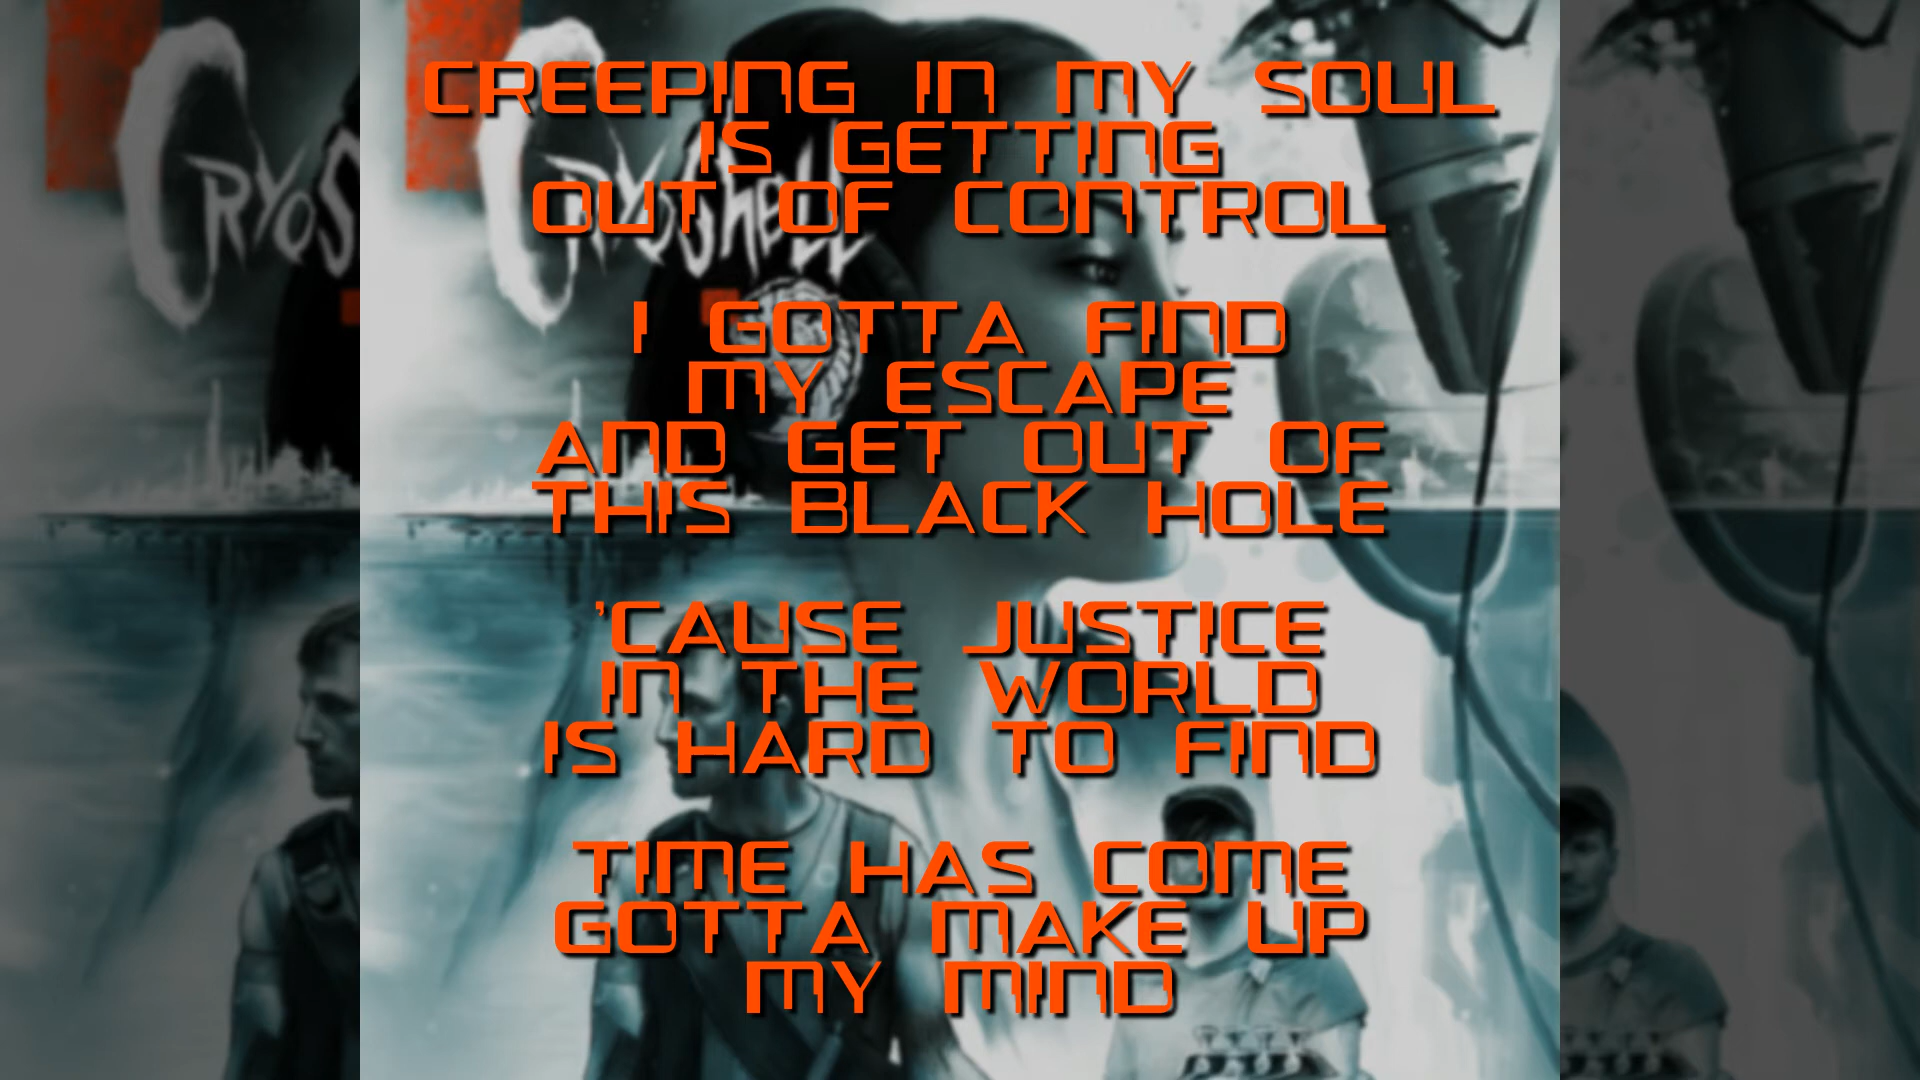 CREEPING IN MY SOUL
IS GETTING
OUT OF CONTROL
I GOTTA FIND
MY ESCAPE
AND GET OUT OF
THIS BLACK HOLE
'CAUSE JUSTICE
IN THE WORLD
IS HARD TO FIND
TIME HAS COME
GOTTA MAKE UP
MY MIND
CRYOSHELL